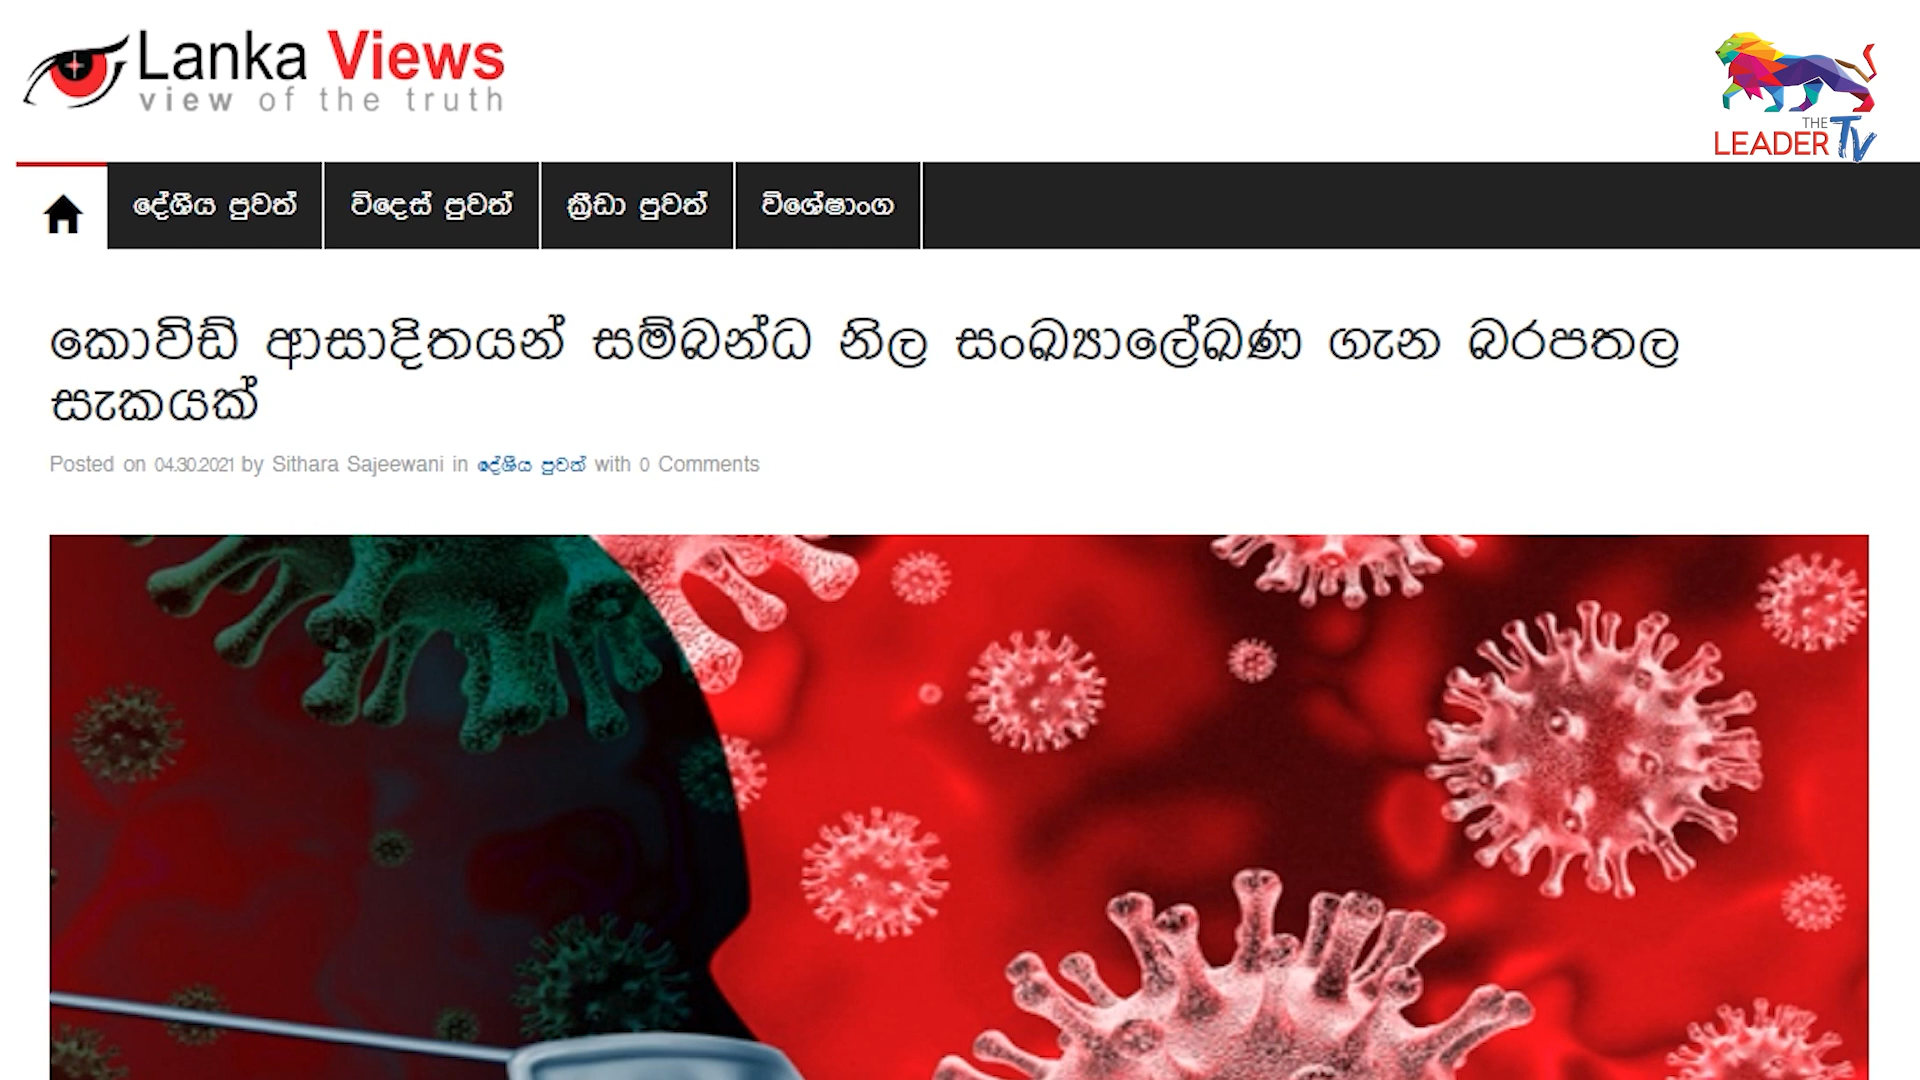 Lanka Views
view of the truth
THE
LEADER TV
දේශීය පුවත් විදෙස් පුවත් ක්‍රීඩා පුවත් විශේෂාංග
කොවිඩ් ආසාදිතයන් සම්බන්ධ නිල සංඛ්‍යාලේඛණ ගැන බරපතල
සැකයක්
Posted on 04.30.2021 by Sithara Sajeewani in දේශීය පුවත් with 0 Comments